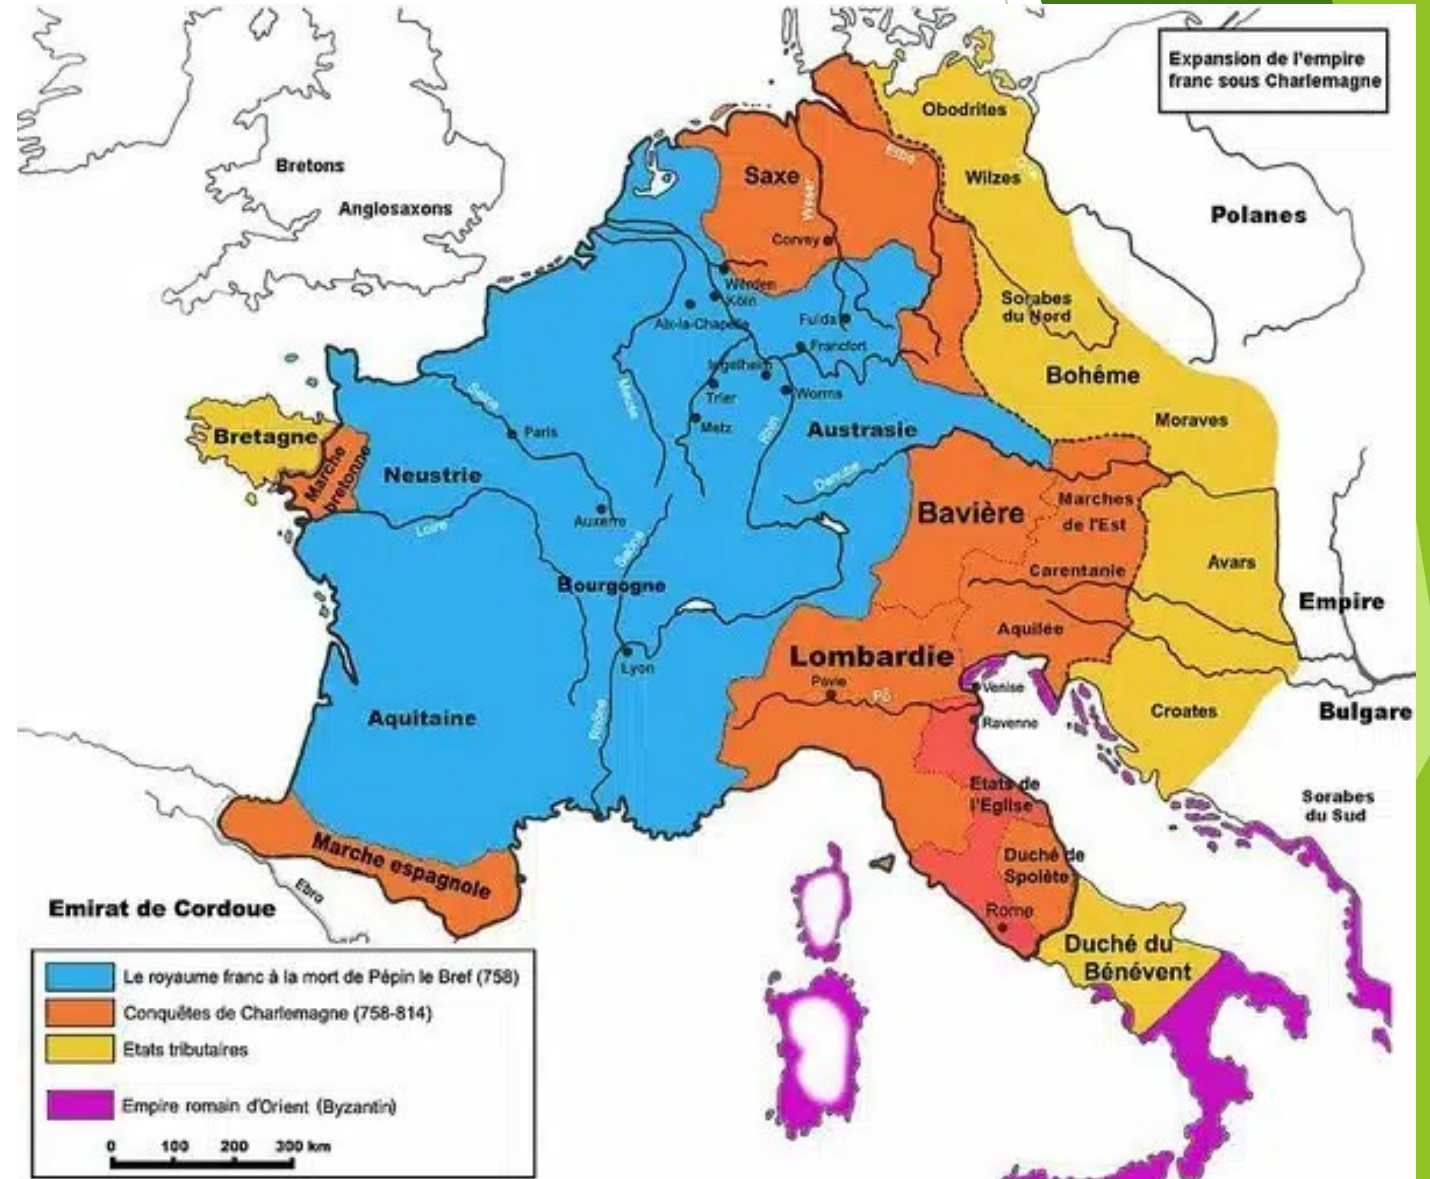 Expansion de l'empire
franc sous Charlemagne
Obodrites
Bretons
Elbe
Saxe
Wilzes
Weser
Anglosaxons
Polanes
Corvey
Werden
Köln
Sorabes
du Nord
Aix-la-Chapelle
Fulda
Francfort
Ingelheim
Bohême
Seine
Meuse
Trier
Worms
Moraves
Bretagne
Paris
Metz
Rhin
Austrasie
Marche
bretonne
Neustrie
Danube
Bavière
Marches
de l'Est
Auxerre
Loire
Saône
Avars
Bourgogne
Carentanie
Empire
Aquilée
Lombardie
Lyon
Pavie
Pô
Venise
Aquitaine
Rhône
Ravenne
Croates
Bulgare
Etats de
l'Eglise
Sorabes
du Sud
Marche espagnole
Duché de
Spolète
Ebro
Emirat de Cordoue
Rome
Duché du
Bénévent
Le royaume franc à la mort de Pépin le Bref (758)
Conquêtes de Charlemagne (758-814)
Etats tributaires
Empire romain d'Orient (Byzantin)
0 100 200 300 km